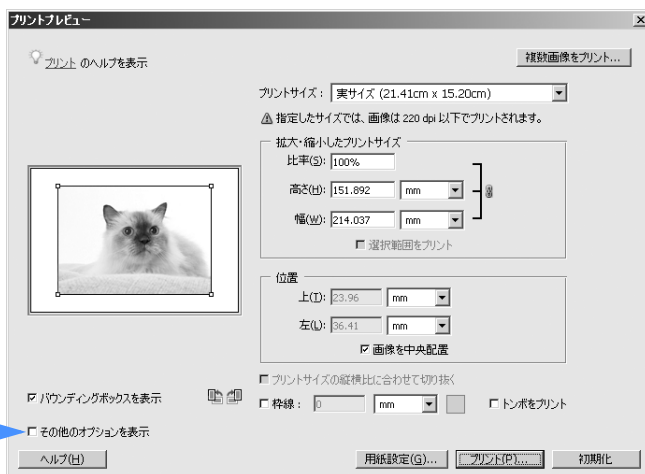 プリントプレビュー
プリント のヘルプを表示
複数画像をプリント...
プリントサイズ： 実サイズ (21.41cm x 15.20cm)
指定したサイズでは、画像は 220 dpi 以下でプリントされます。
拡大・縮小したプリントサイズ
比率(S): 100%
高さ(H): 151.892 mm
幅(W): 214.037 mm
選択範囲をプリント
位置
上(T): 23.96 mm
左(L): 36.41 mm
画像を中央配置
プリントサイズの縦横比に合わせて切り抜く
バウンディングボックスを表示
枠線： 0 mm トンボをプリント
その他のオプションを表示
ヘルプ(H) 用紙設定(G)... プリント(P)... 初期化